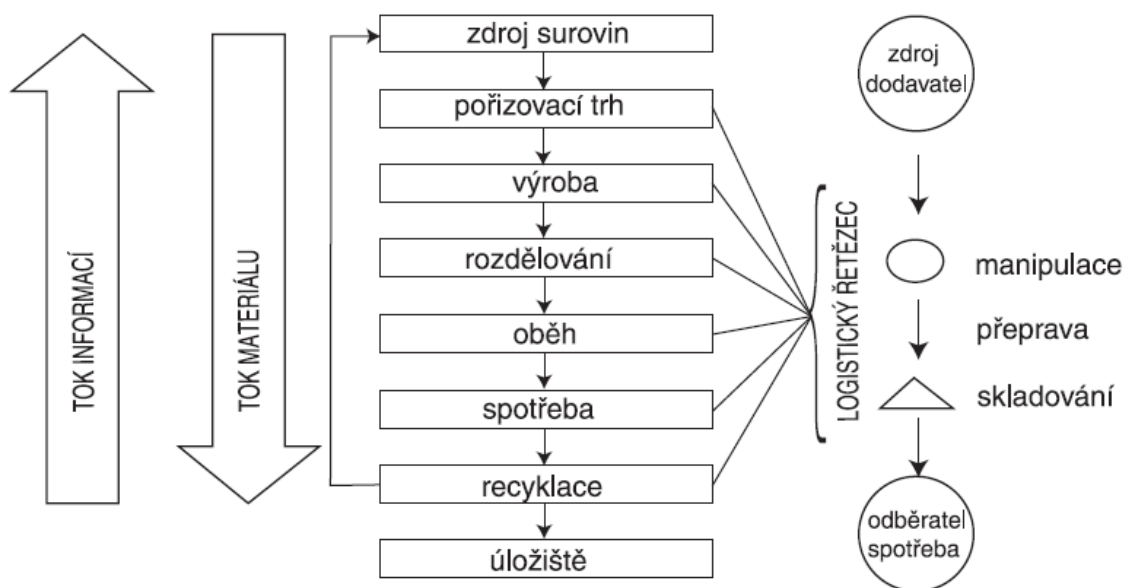 TOK INFORMACÍ
TOK MATERIÁLU
zdroj surovin
pořizovací trh
výroba
rozdělování
oběh
spotřeba
recyklace
úložiště
LOGISTICKÝ ŘETĚZEC
zdroj
dodavatel
manipulace
přeprava
skladování
odběratel
spotřeba